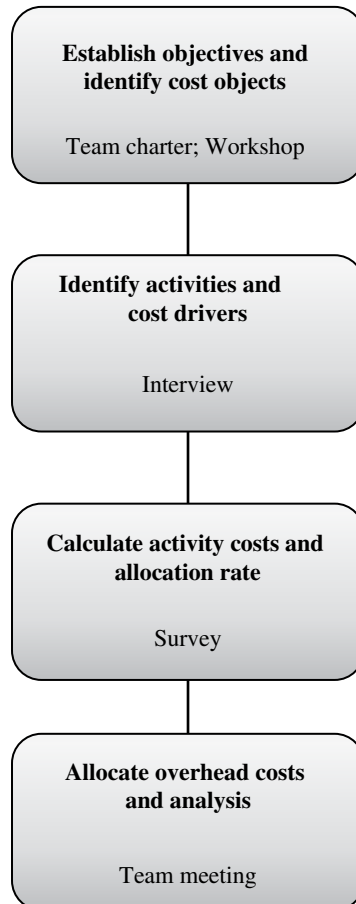 Establish objectives and
identify cost objects
Team charter; Workshop
Identify activities and
cost drivers
Interview
Calculate activity costs and
allocation rate
Survey
Allocate overhead costs
and analysis
Team meeting